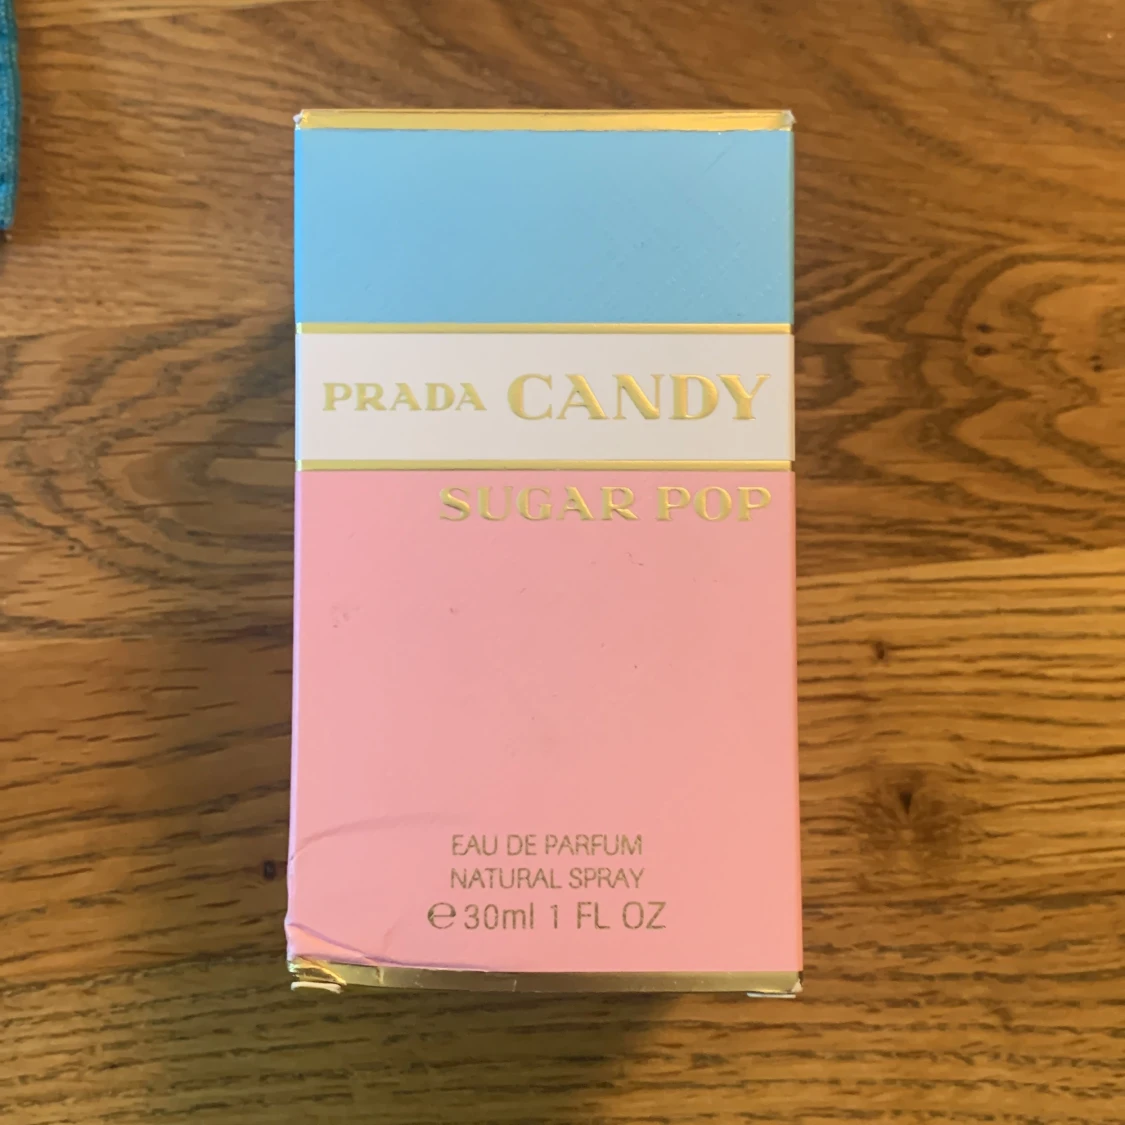 PRADA CANDY
SUGAR POP
EAU DE PARFUM
NATURAL SPRAY
℮30ml 1 FL OZ